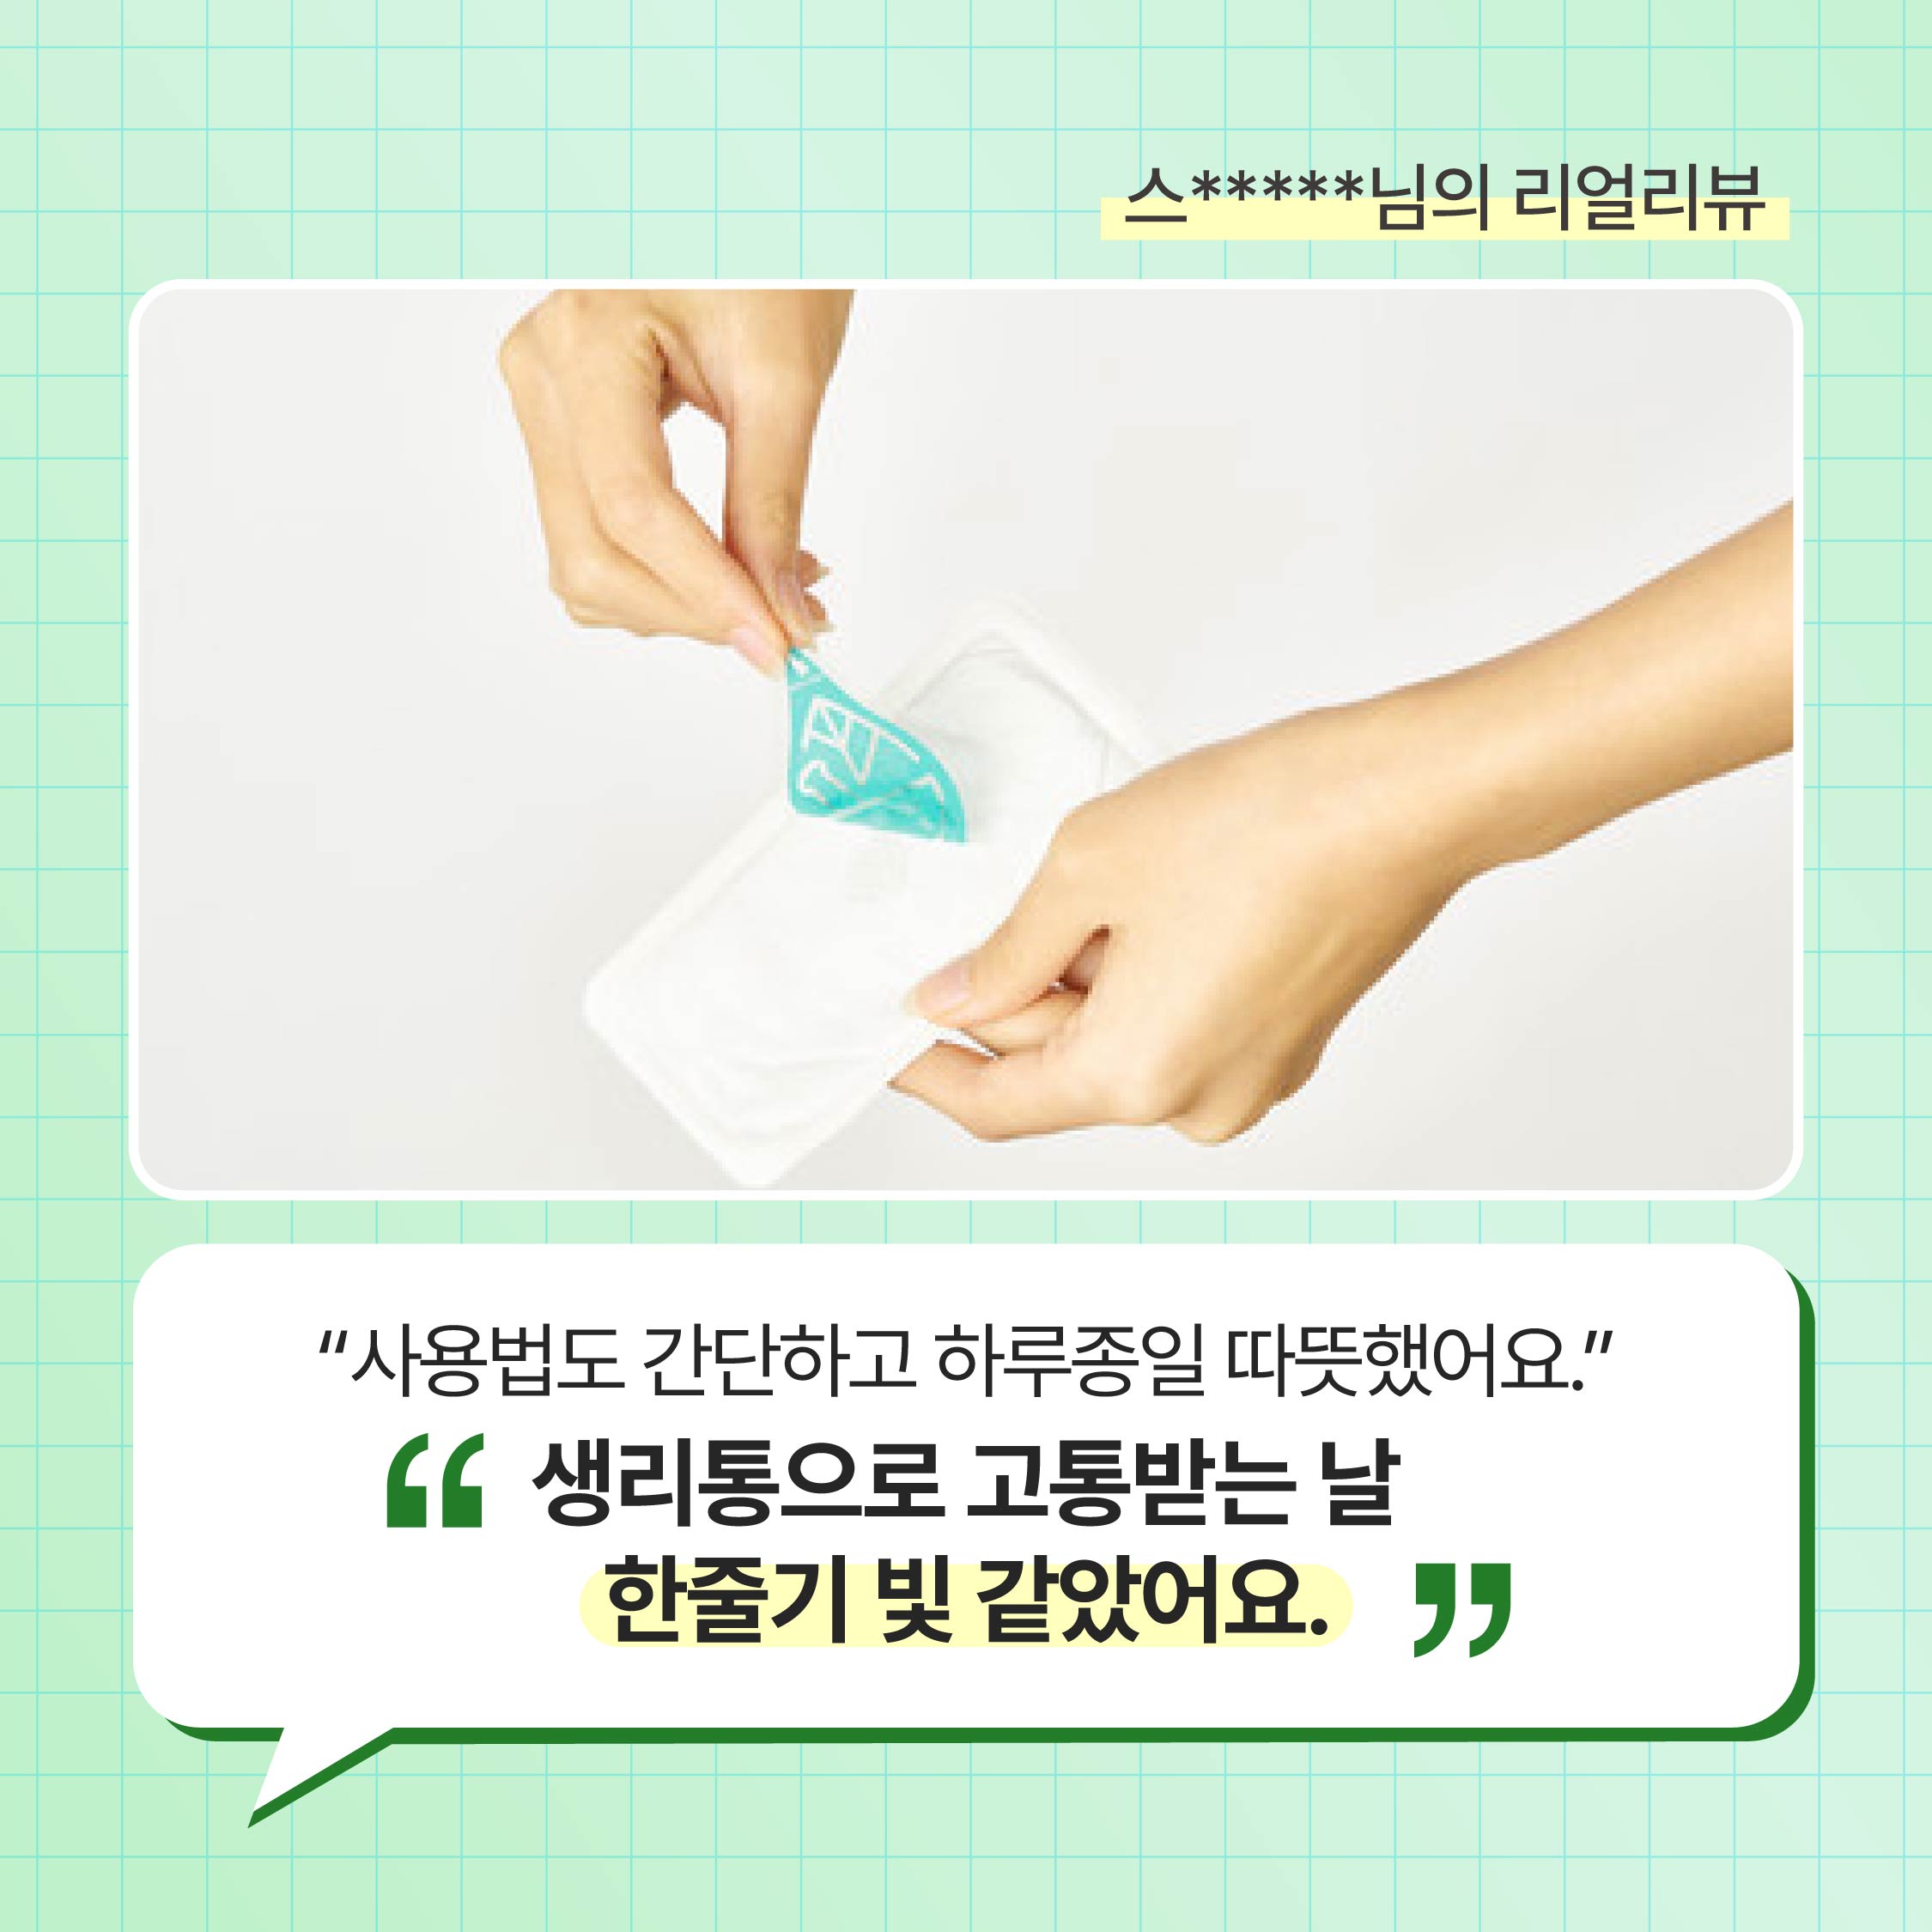 스*****님의 리얼리뷰
“사용법도 간단하고 하루종일 따뜻했어요.”
“ 생리통으로 고통받는 날
한줄기 빛 같았어요. ”